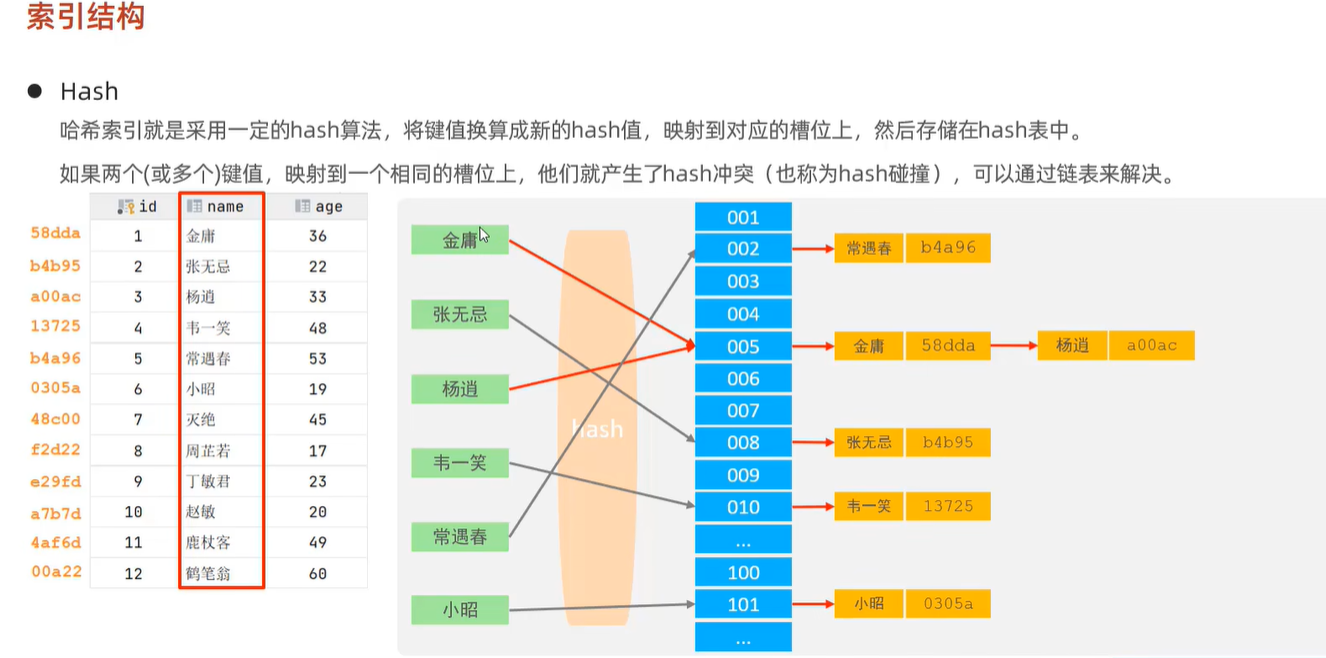 索引结构
● Hash
哈希索引就是采用一定的hash算法，将键值换算成新的hash值，映射到对应的槽位上，然后存储在hash表中。
如果两个(或多个)键值，映射到一个相同的槽位上，他们就产生了hash冲突（也称为hash碰撞），可以通过链表来解决。
id name age
58dda 1 金庸 36
b4b95 2 张无忌 22
a00ac 3 杨逍 33
13725 4 韦一笑 48
b4a96 5 常遇春 53
0305a 6 小昭 19
48c00 7 灭绝 45
f2d22 8 周芷若 17
e29fd 9 丁敏君 23
a7b7d 10 赵敏 20
4af6d 11 鹿杖客 49
00a22 12 鹤笔翁 60
金庸
张无忌
杨逍
韦一笑
常遇春
小昭
hash
001
002 常遇春 b4a96
003
004
005 金庸 58dda 杨逍 a00ac
006
007
008 张无忌 b4b95
009
010 韦一笑 13725
...
100
101 小昭 0305a
...